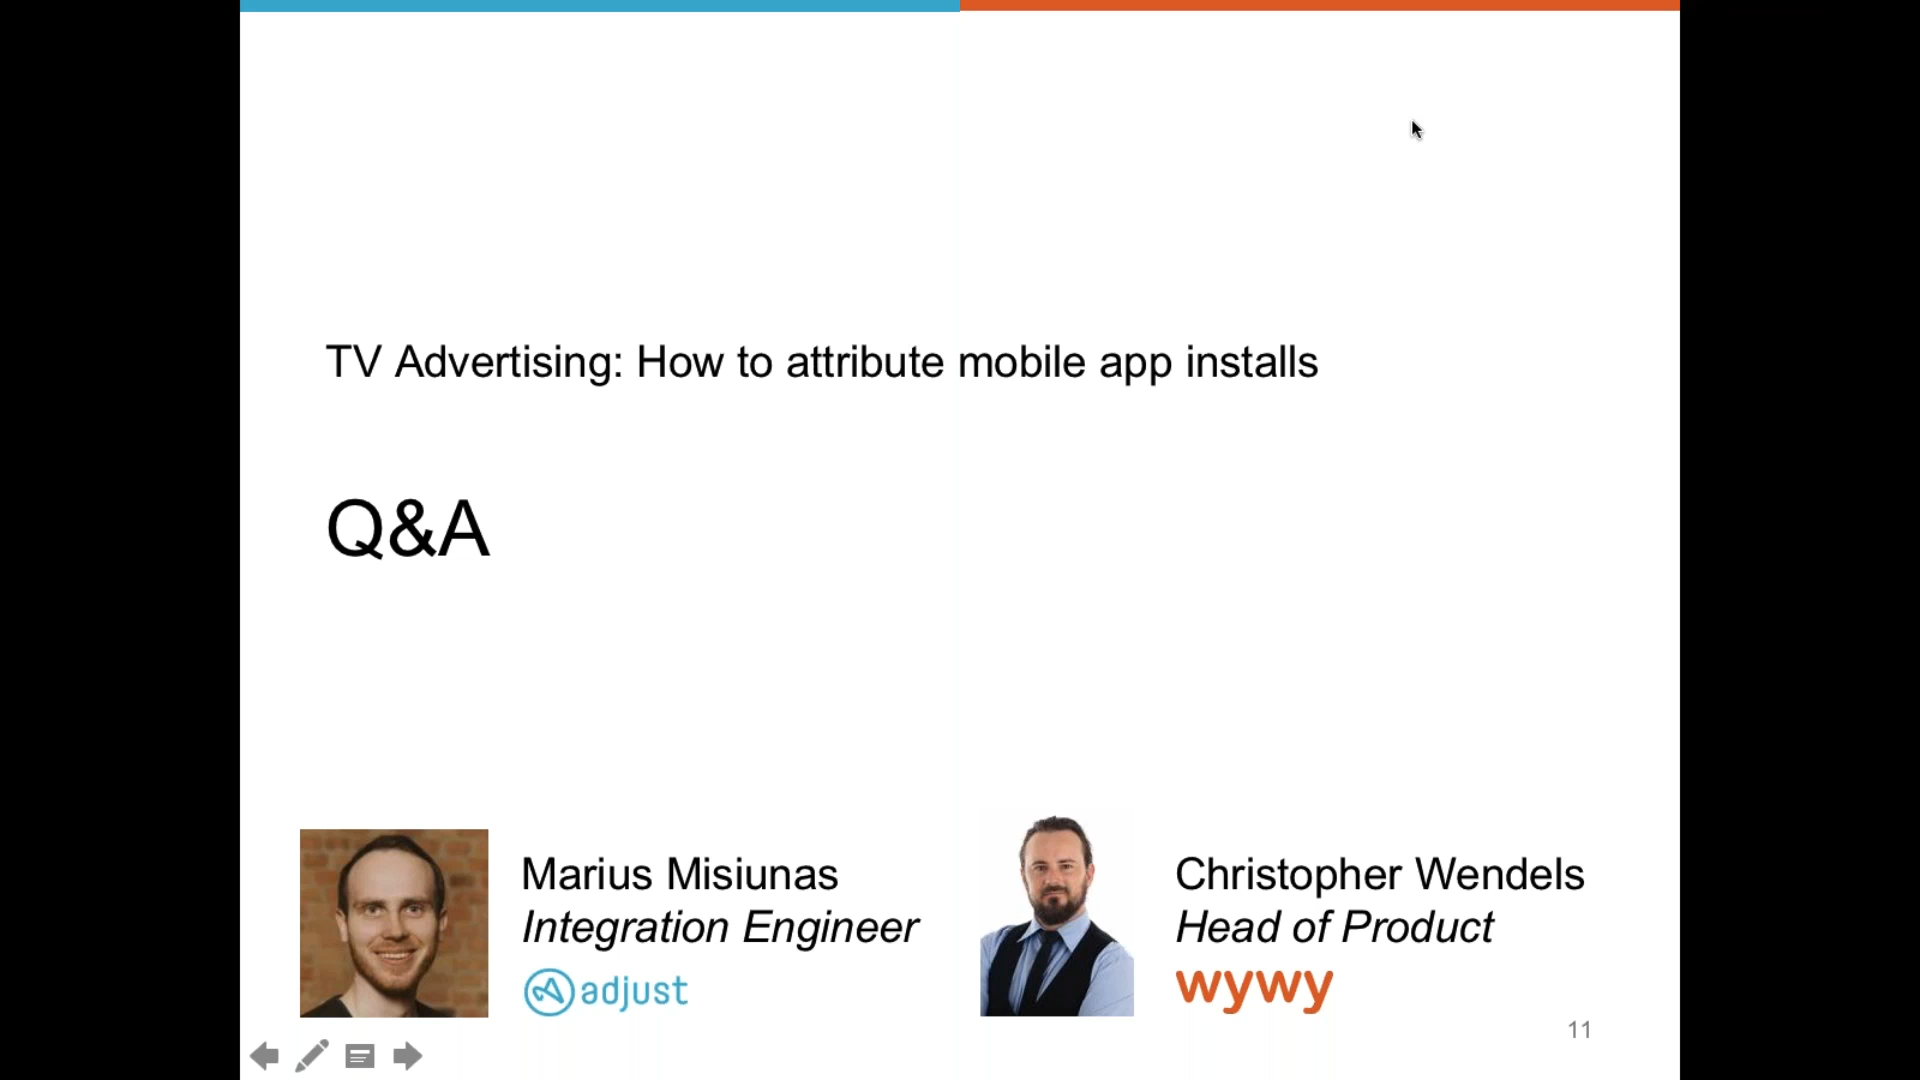 TV Advertising: How to attribute mobile app installs
Q&A
Marius Misiunas
Integration Engineer
adjust
Christopher Wendels
Head of Product
wywy
11